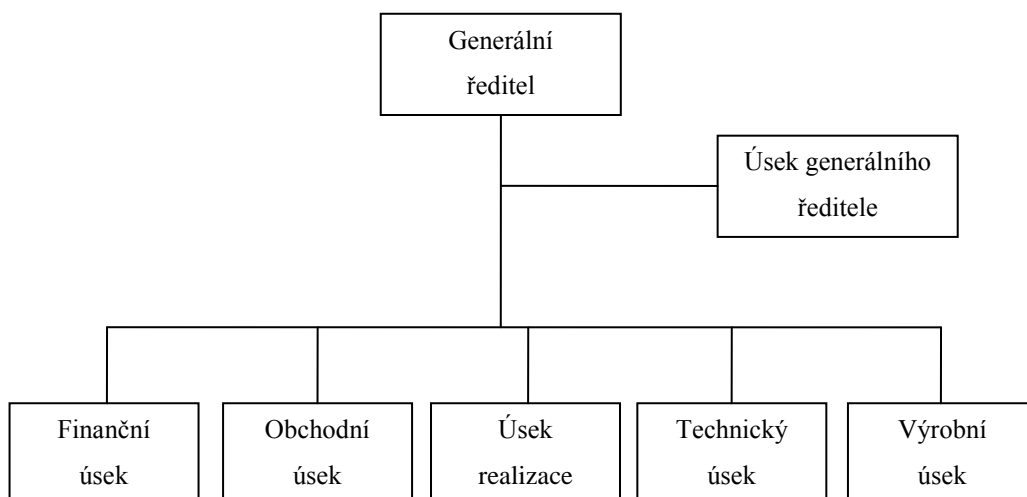 Generální
ředitel
Úsek generálního
ředitele
Finanční
úsek
Obchodní
úsek
Úsek
realizace
Technický
úsek
Výrobní
úsek